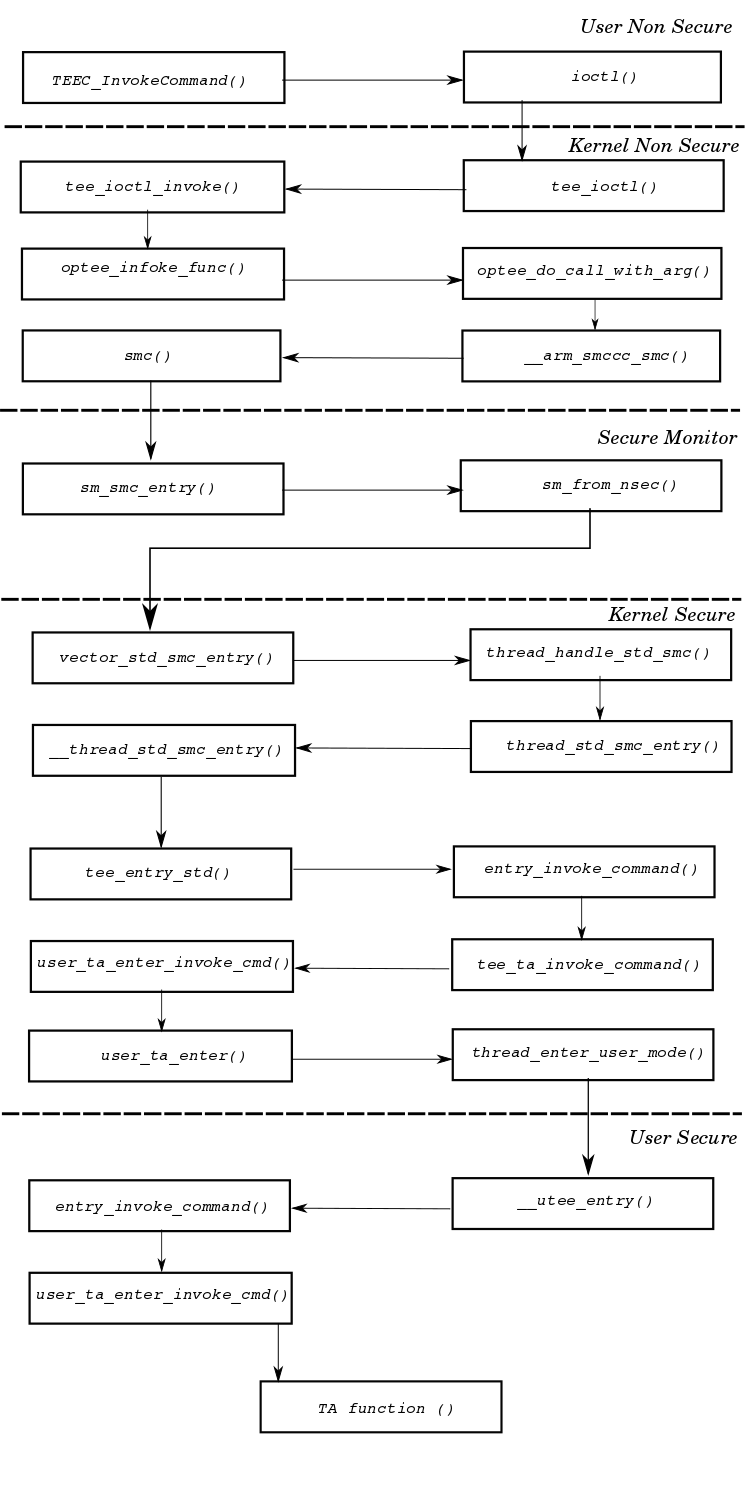 User Non Secure
TEEC_InvokeCommand()
ioctl()
Kernel Non Secure
tee_ioctl()
tee_ioctl_invoke()
optee_infoke_func()
optee_do_call_with_arg()
__arm_smccc_smc()
smc()
Secure Monitor
sm_smc_entry()
sm_from_nsec()
Kernel Secure
vector_std_smc_entry()
thread_handle_std_smc()
thread_std_smc_entry()
__thread_std_smc_entry()
tee_entry_std()
entry_invoke_command()
tee_ta_invoke_command()
user_ta_enter_invoke_cmd()
user_ta_enter()
thread_enter_user_mode()
User Secure
__utee_entry()
entry_invoke_command()
user_ta_enter_invoke_cmd()
TA function ()